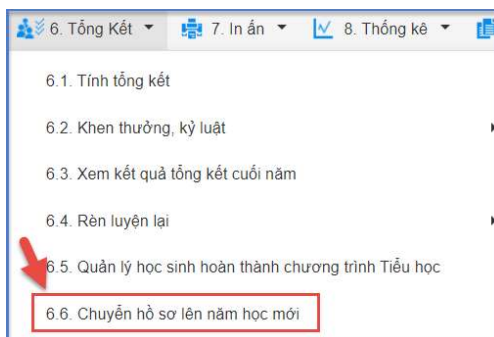 6. Tổng Kết 7. In ấn 8. Thống kê
6.1. Tính tổng kết
6.2. Khen thưởng, kỷ luật
6.3. Xem kết quả tổng kết cuối năm
6.4. Rèn luyện lại
6.5. Quản lý học sinh hoàn thành chương trình Tiểu học
6.6. Chuyển hồ sơ lên năm học mới